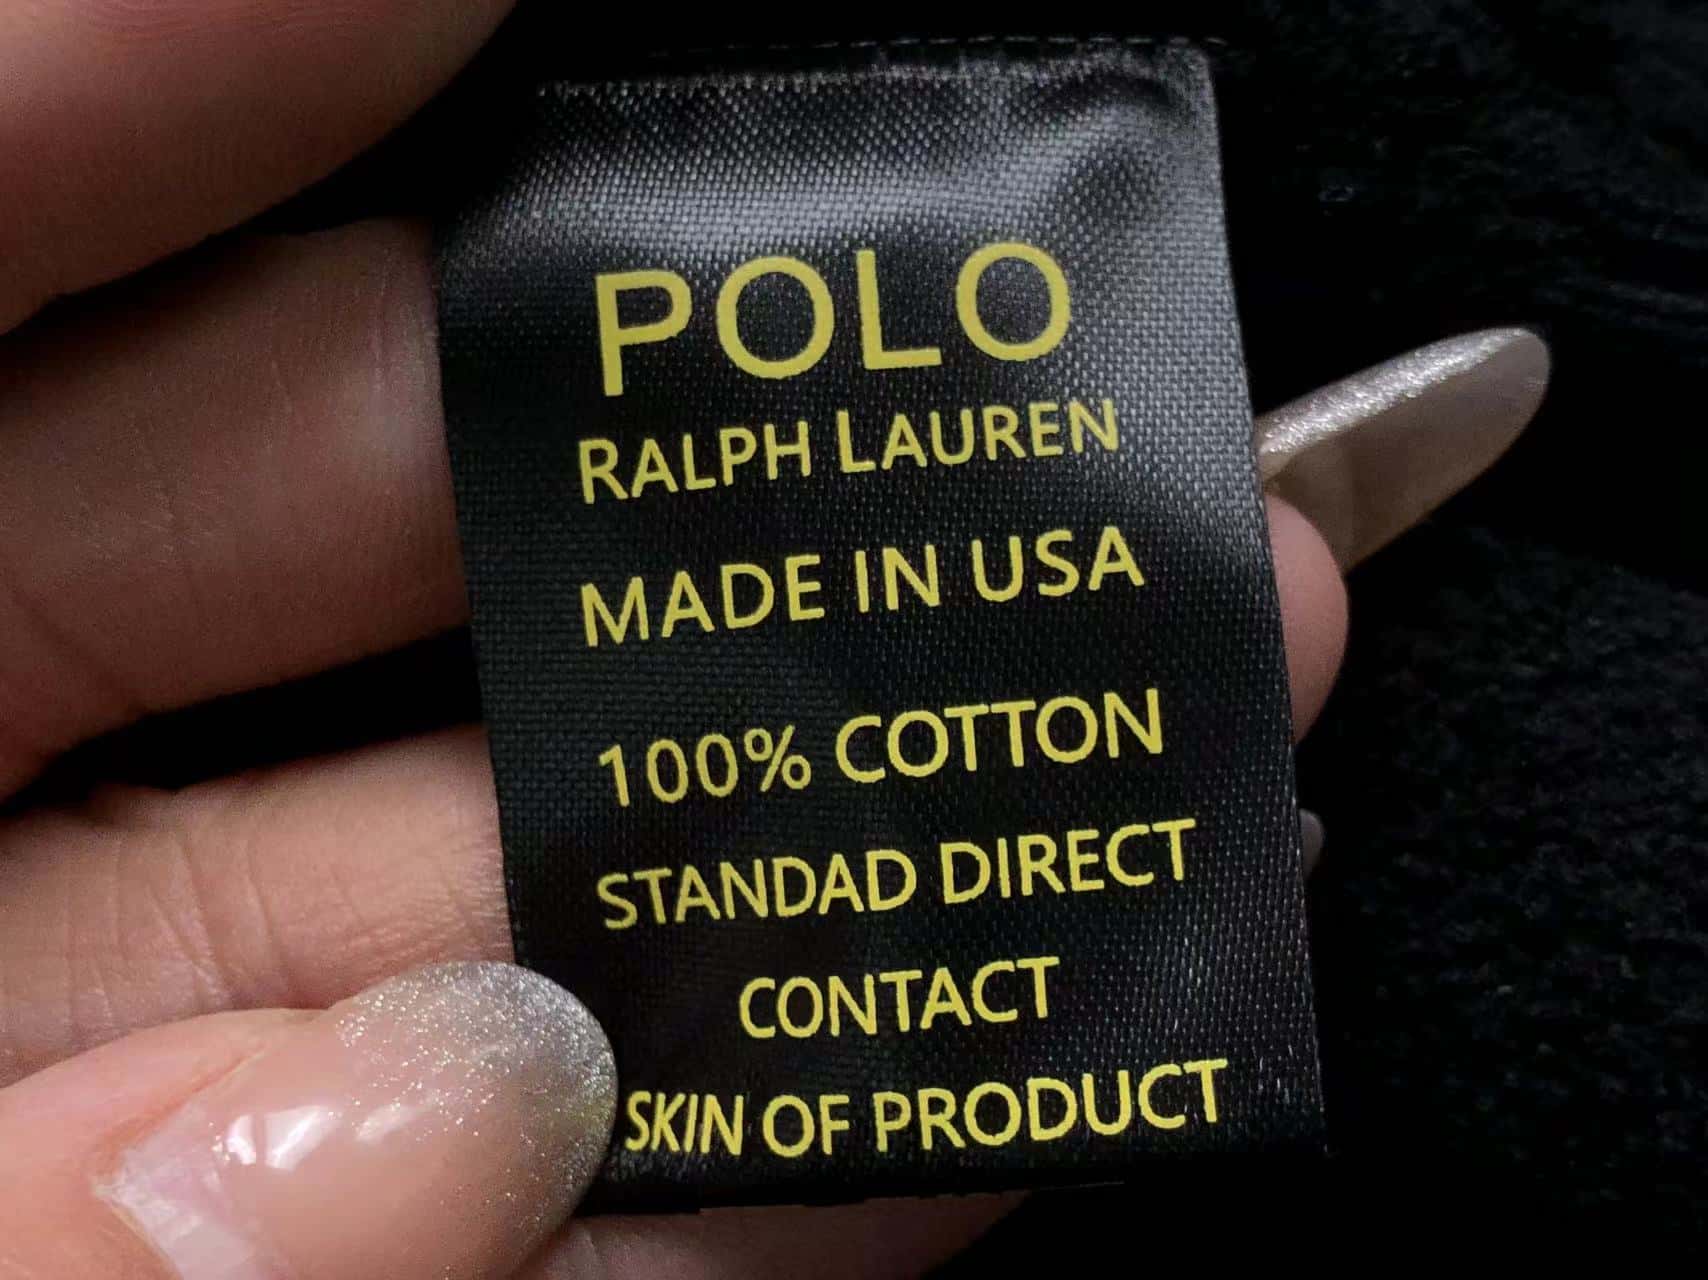 POLO
RALPH LAUREN
MADE IN USA
100% COTTON
STANDAD DIRECT
CONTACT
SKIN OF PRODUCT